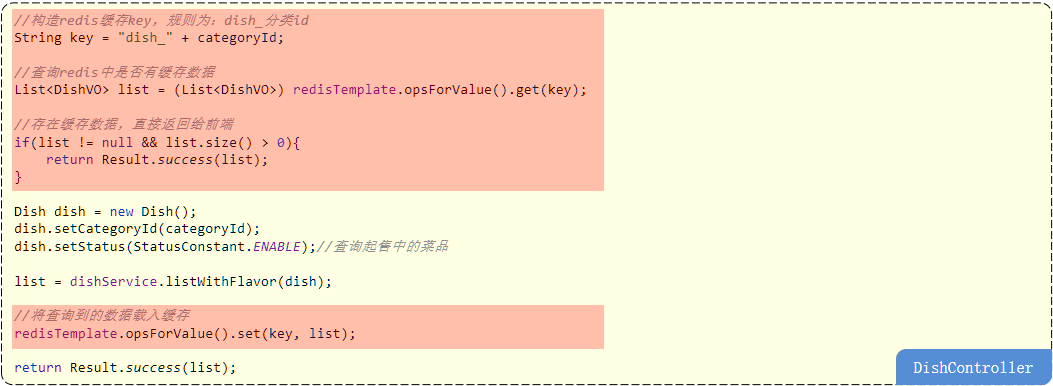 //构造redis缓存key，规则为：dish_分类id
String key = "dish_" + categoryId;
//查询redis中是否有缓存数据
List<DishVO> list = (List<DishVO>) redisTemplate.opsForValue().get(key);
//存在缓存数据，直接返回给前端
if(list != null && list.size() > 0){
    return Result.success(list);
}
Dish dish = new Dish();
dish.setCategoryId(categoryId);
dish.setStatus(StatusConstant.ENABLE);//查询起售中的菜品
list = dishService.listWithFlavor(dish);
//将查询到的数据载入缓存
redisTemplate.opsForValue().set(key, list);
return Result.success(list);
DishController